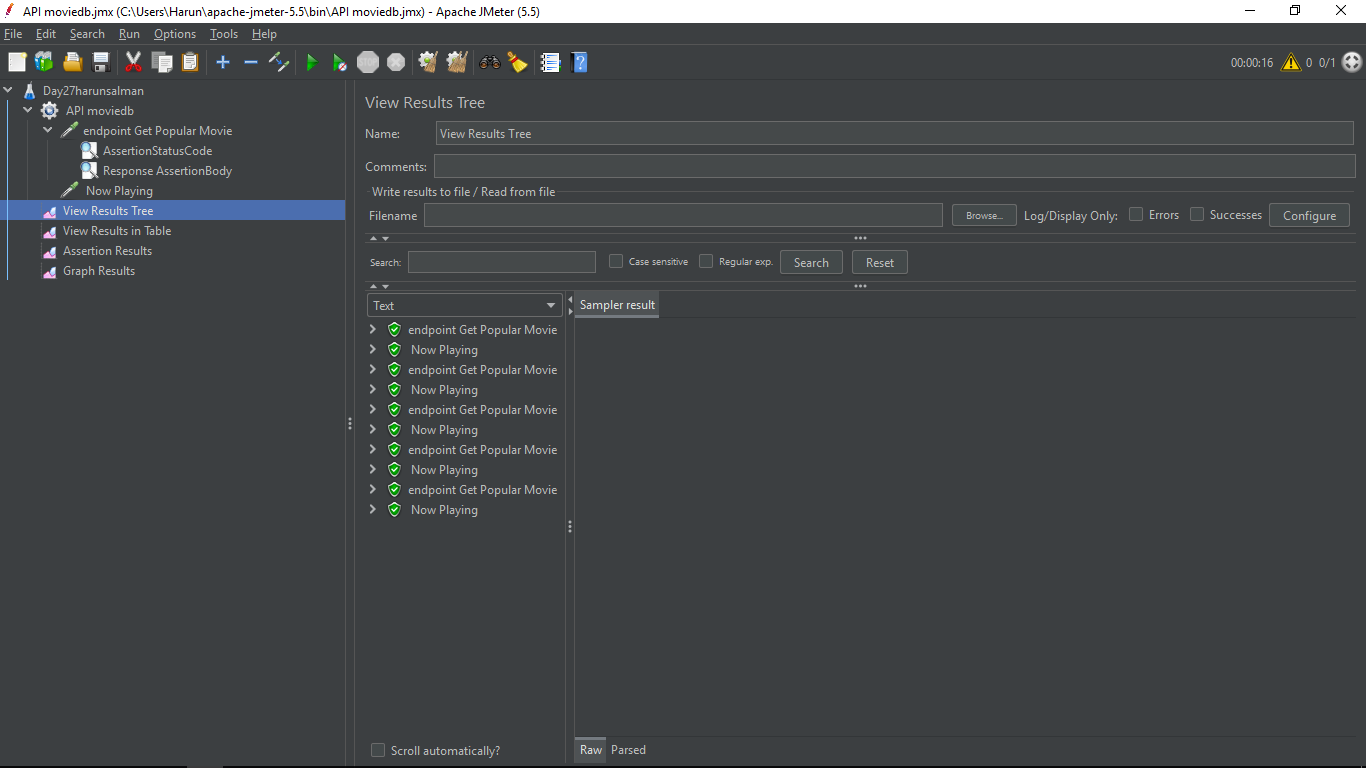 API moviedb.jmx (C:\Users\Harun\apache-jmeter-5.5\bin\API moviedb.jmx) - Apache JMeter (5.5)
File Edit Search Run Options Tools Help
STOP 00:00:16 0 0/1
Day27harunsalman
API moviedb
endpoint Get Popular Movie
AssertionStatusCode
Response AssertionBody
Now Playing
View Results Tree
View Results in Table
Assertion Results
Graph Results
View Results Tree
Name: View Results Tree
Comments:
Write results to file / Read from file
Filename Browse... Log/Display Only: Errors Successes Configure
Search: Case sensitive Regular exp. Search Reset
Text
endpoint Get Popular Movie
Now Playing
endpoint Get Popular Movie
Now Playing
endpoint Get Popular Movie
Now Playing
endpoint Get Popular Movie
Now Playing
endpoint Get Popular Movie
Now Playing
Scroll automatically?
Sampler result
Raw Parsed